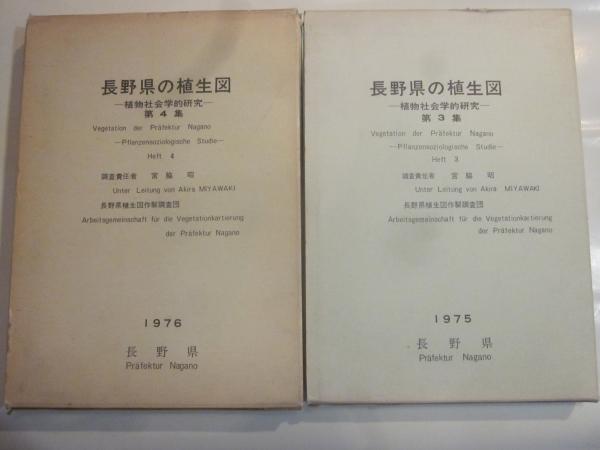 長野県の植生図
—植物社会学的研究—
第4集
Vegetation der Präfektur Nagano
—Pflanzensoziologische Studie—
Heft 4
調査責任者 宮脇 昭
Unter Leitung von Akira MIYAWAKI
長野県植生図作製調査団
Arbeitsgemeinschaft für die Vegetationkartierung
der Präfektur Nagano
1976
長野県
Präfektur Nagano
長野県の植生図
—植物社会学的研究—
第3集
Vegetation der Präfektur Nagano
—Pflanzensoziologische Studie—
Heft 3
調査責任者 宮脇 昭
Unter Leitung von Akira MIYAWAKI
長野県植生図作製調査団
Arbeitsgemeinschaft für die Vegetationkartierung
der Präfektur Nagano
1975
長野県
Präfektur Nagano